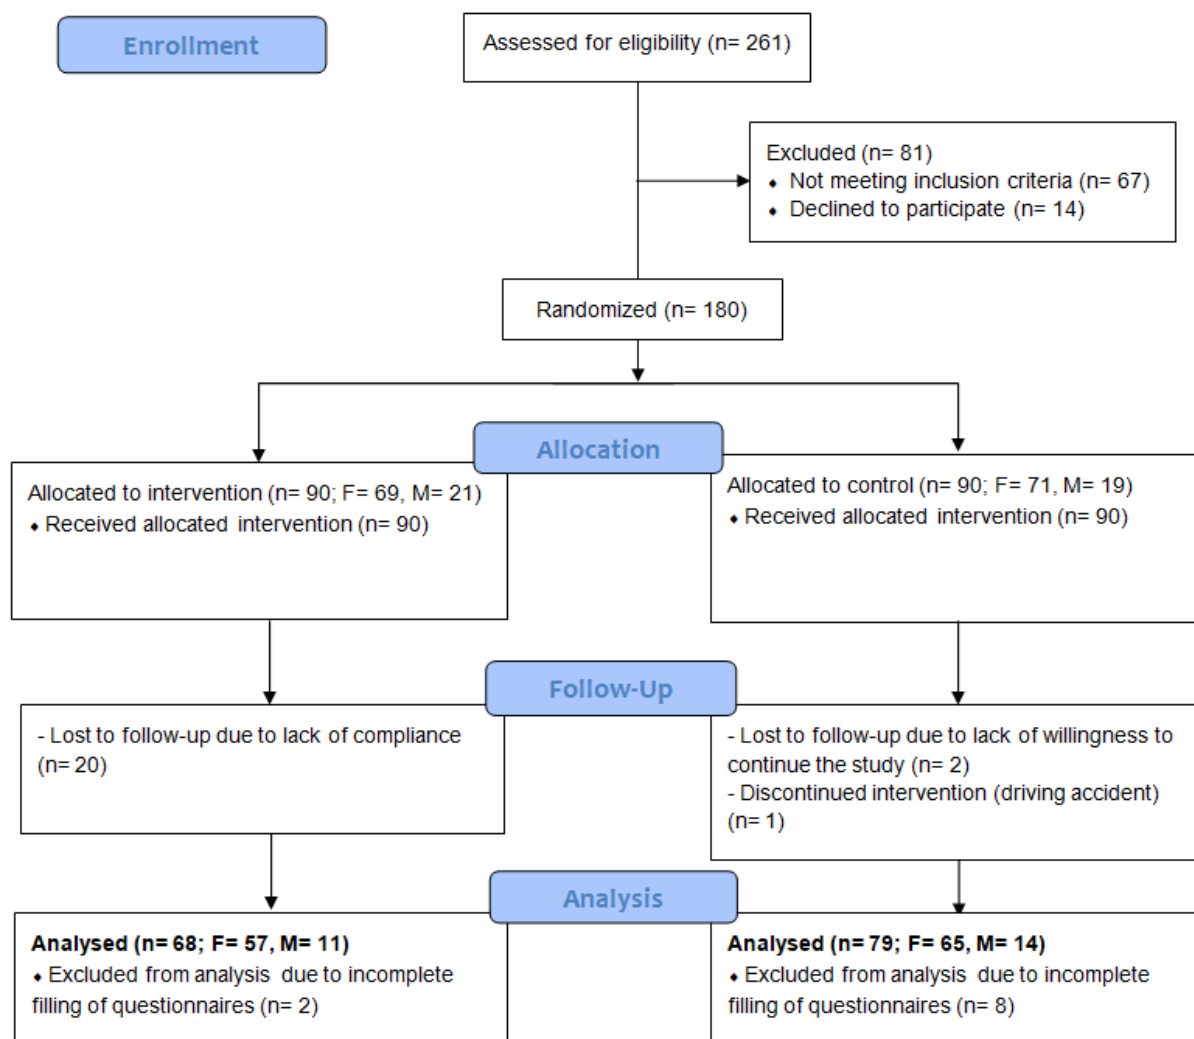 Enrollment
Assessed for eligibility (n= 261)
Excluded (n= 81)
⬧ Not meeting inclusion criteria (n= 67)
⬧ Declined to participate (n= 14)
Randomized (n= 180)
Allocation
Allocated to intervention (n= 90; F= 69, M= 21)
⬧ Received allocated intervention (n= 90)
Allocated to control (n= 90; F= 71, M= 19)
⬧ Received allocated intervention (n= 90)
Follow-Up
- Lost to follow-up due to lack of compliance
(n= 20)
- Lost to follow-up due to lack of willingness to
continue the study (n= 2)
- Discontinued intervention (driving accident)
(n= 1)
Analysis
Analysed (n= 68; F= 57, M= 11)
⬧ Excluded from analysis due to incomplete
filling of questionnaires (n= 2)
Analysed (n= 79; F= 65, M= 14)
⬧ Excluded from analysis due to incomplete
filling of questionnaires (n= 8)